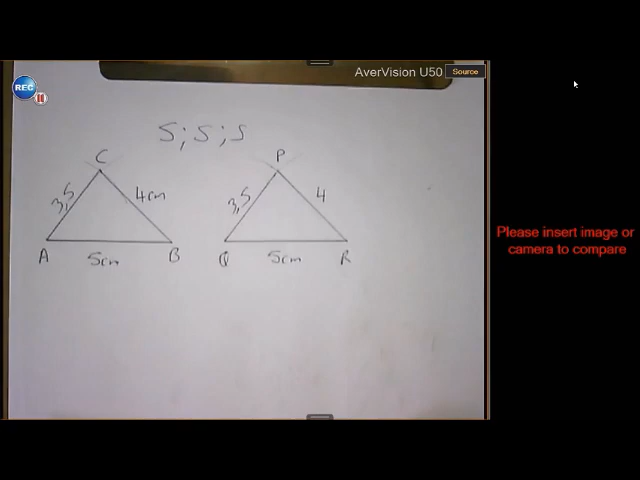 AverVision U50
Source
REC
S;S;S
C
P
3,5
4cm
3,5
4
A
5cm
B
Q
5cm
R
Please insert image or
camera to compare